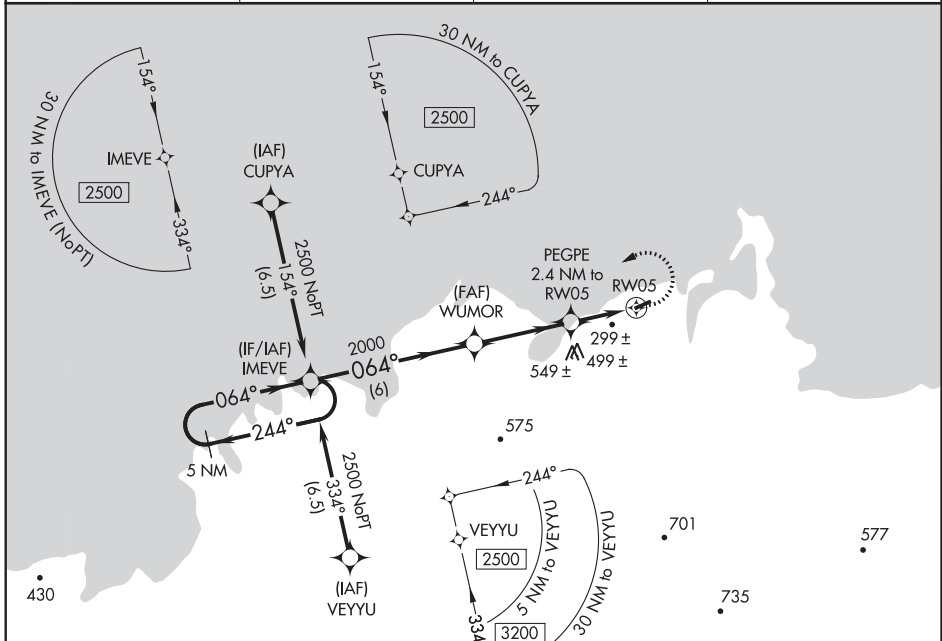 30 NM to CUPYA
154°
2500
CUPYA
244°
154°
30 NM to IMEVE (NoPT)
IMEVE
2500
334°
(IAF)
CUPYA
2500 NoPT
154°
(6.5)
PEGPE
2.4 NM to
RW05
RW05
(FAF)
WUMOR
299 ±
499 ±
549 ±
(IF/IAF)
IMEVE
2000
064°
(6)
064°
244°
5 NM
575
2500 NoPT
334°
(6.5)
(IAF)
VEYYU
244°
VEYYU
2500
5 NM to VEYYU
30 NM to VEYYU
334
3200
701
577
735
430